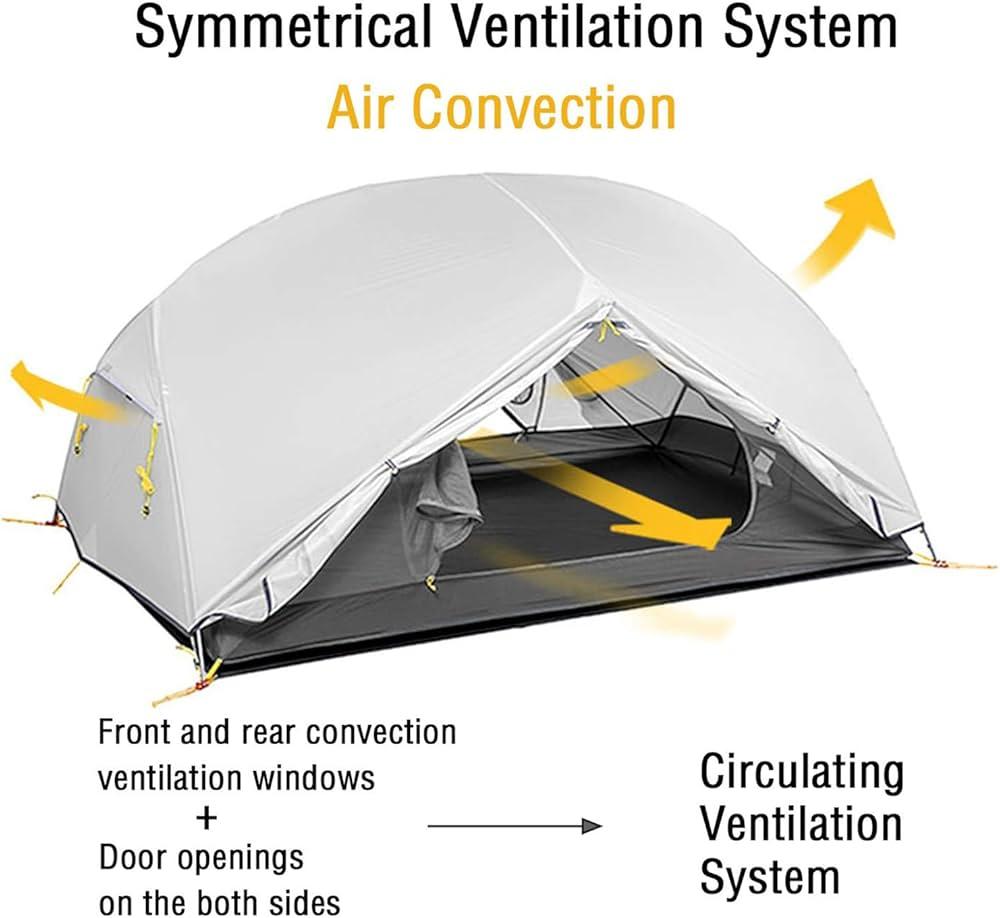 Symmetrical Ventilation System
Air Convection
Front and rear convection
ventilation windows
+
Door openings
on the both sides
Circulating
Ventilation
System